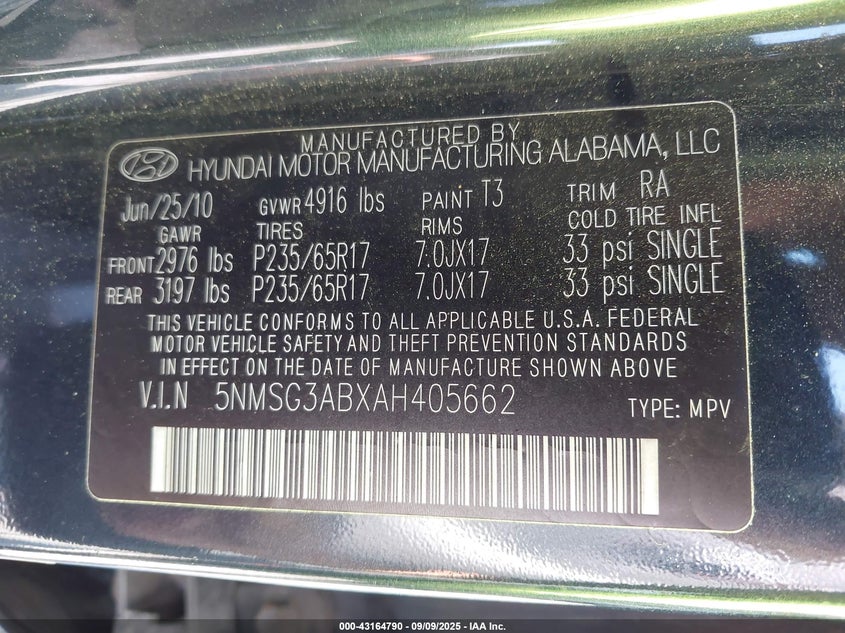 MANUFACTURED BY
HYUNDAI MOTOR MANUFACTURING ALABAMA, LLC
Jun/25/10 GVWR 4916 lbs PAINT T3 TRIM RA
GAWR TIRES RIMS COLD TIRE INFL
FRONT 2976 lbs P235/65R17 7.0JX17 33 psi SINGLE
REAR 3197 lbs P235/65R17 7.0JX17 33 psi SINGLE
THIS VEHICLE CONFORMS TO ALL APPLICABLE U.S.A. FEDERAL
MOTOR VEHICLE SAFETY AND THEFT PREVENTION STANDARDS
IN EFFECT ON THE DATE OF MANUFACTURE SHOWN ABOVE.
V.I.N 5NMSG3ABXAH405662 TYPE: MPV
000-43164790 - 09/09/2025 - IAA Inc.